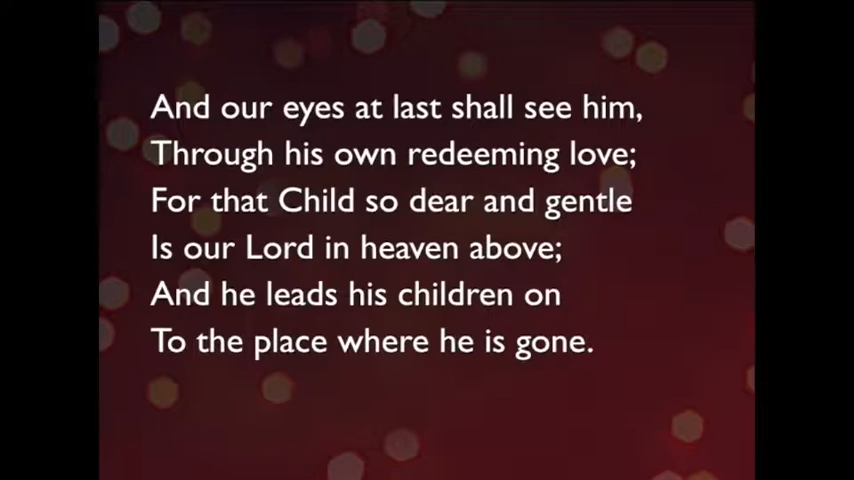 And our eyes at last shall see him,
Through his own redeeming love;
For that Child so dear and gentle
Is our Lord in heaven above;
And he leads his children on
To the place where he is gone.